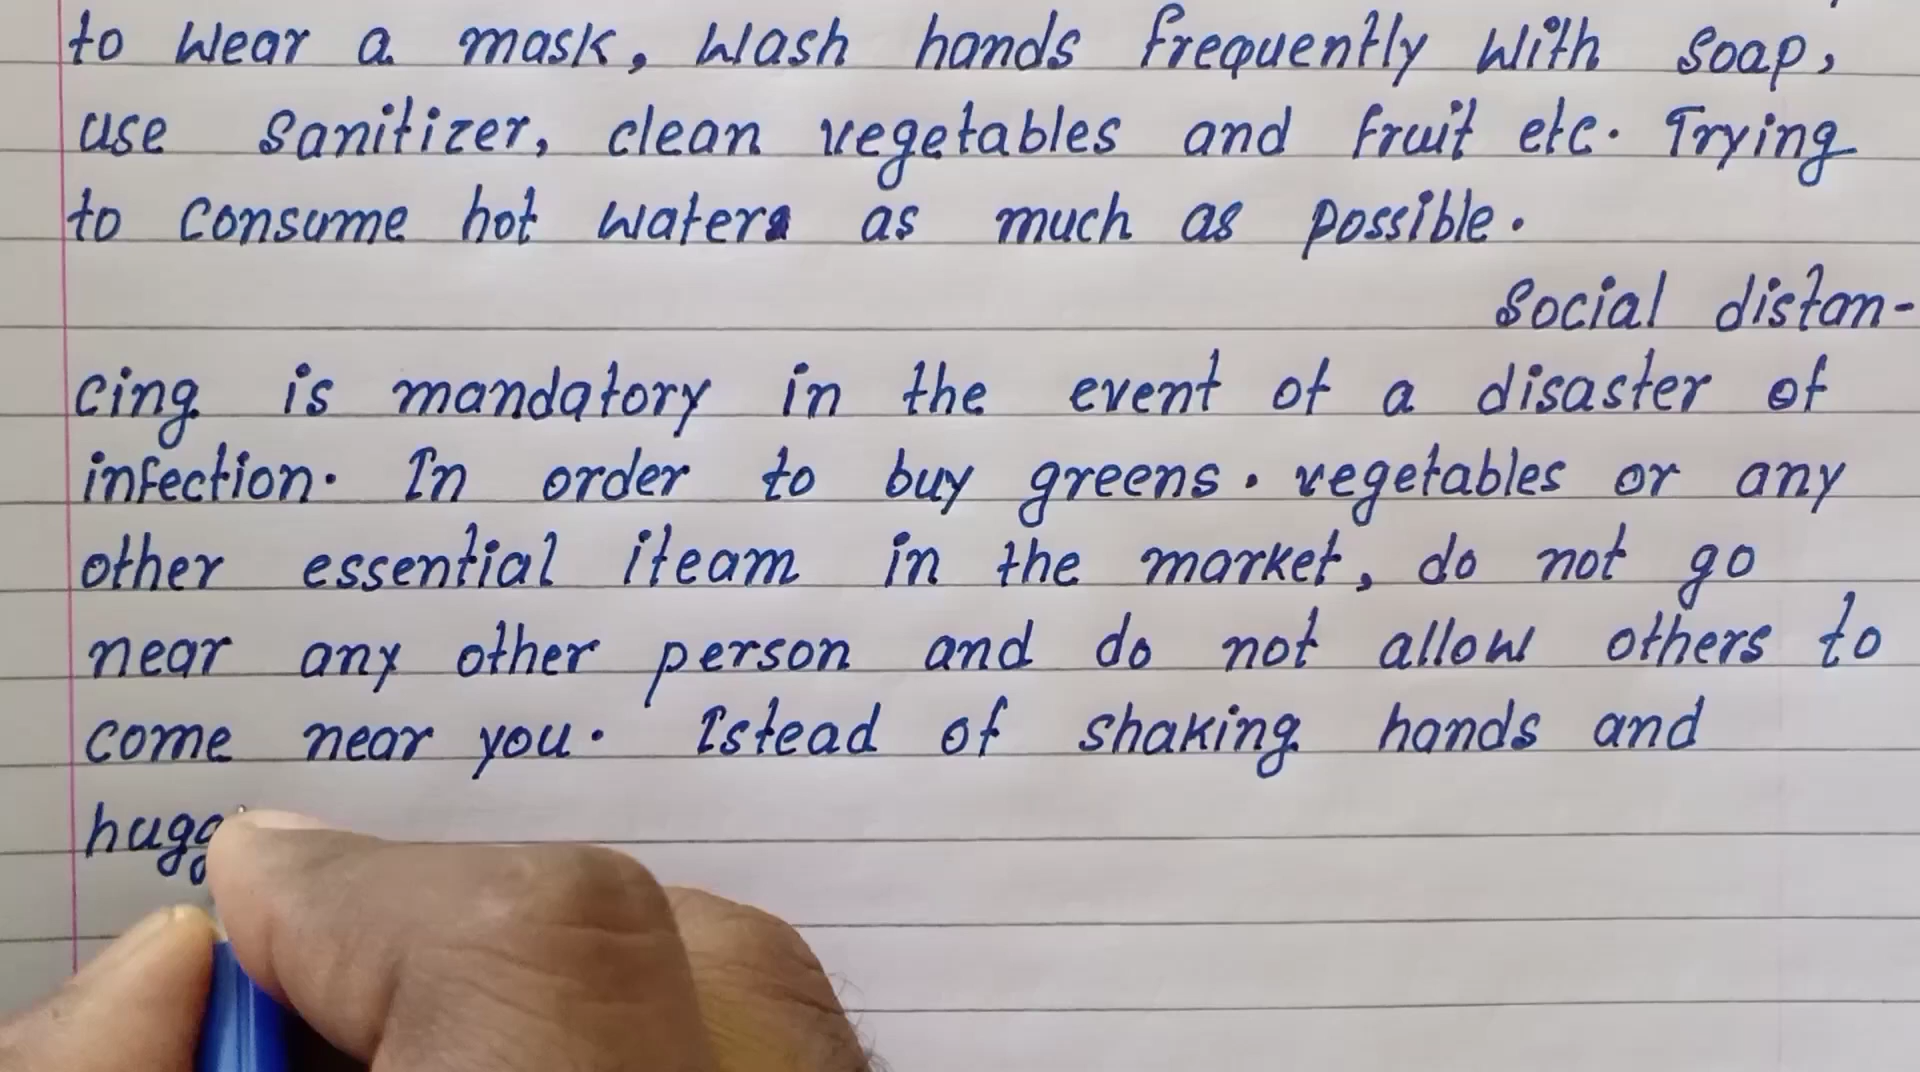 to wear a mask, wash hands frequently with soap,
use sanitizer, clean vegetables and fruit etc. Trying
to consume hot waters as much as possible.
Social distan-
cing is mandatory in the event of a disaster of
infection. In order to buy greens. vegetables or any
other essential iteam in the market, do not go
near any other person and do not allow others to
come near you. Istead of shaking hands and
hugg